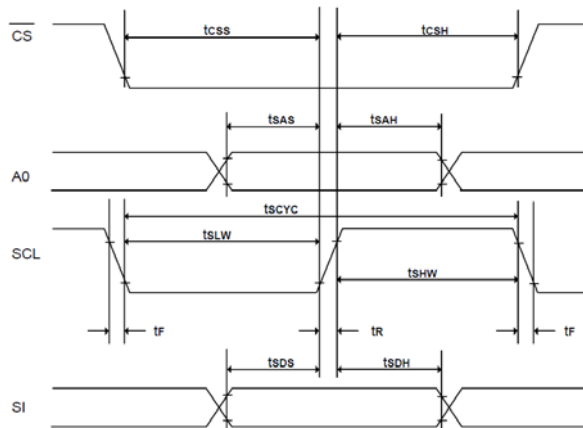 CS tCSS tCSH
tSAS tSAH
A0
tSCYC
tSLW
SCL
tSHW
tF tR tF
tSDS tSDH
SI